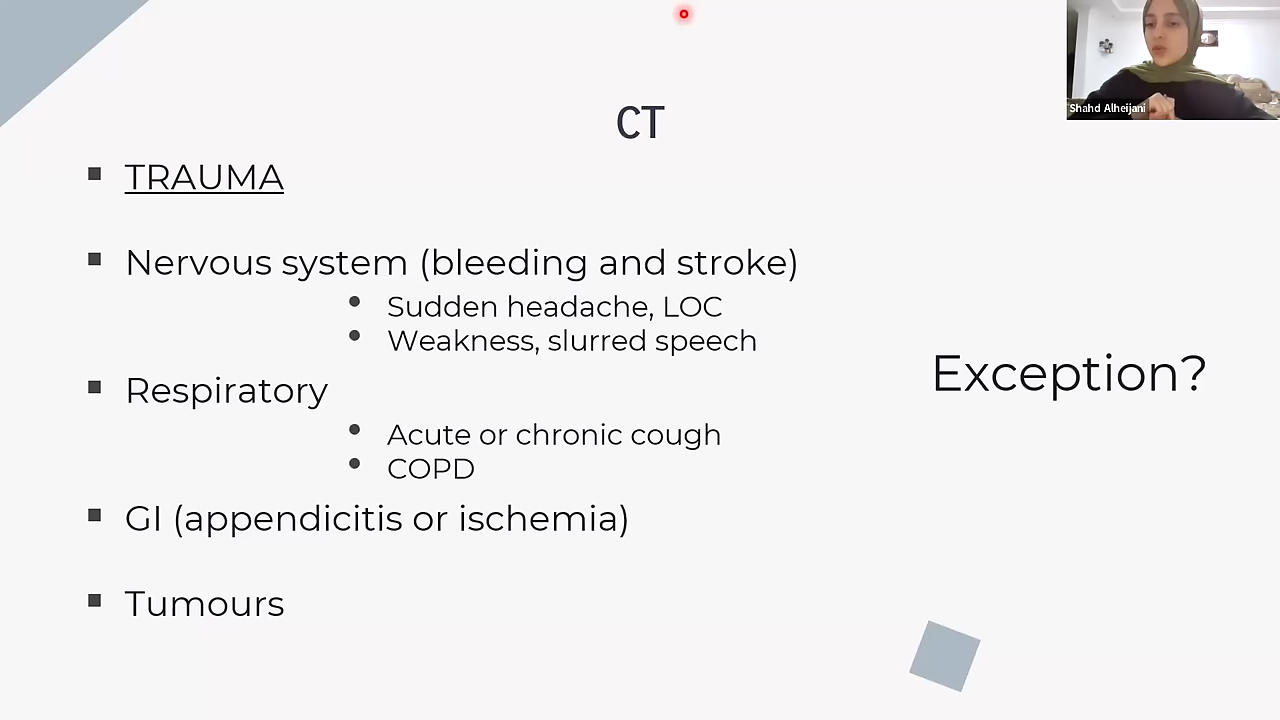 Shahd Alheijani
CT
TRAUMA
Nervous system (bleeding and stroke)
Sudden headache, LOC
Weakness, slurred speech
Respiratory
Acute or chronic cough
COPD
GI (appendicitis or ischemia)
Tumours
Exception?